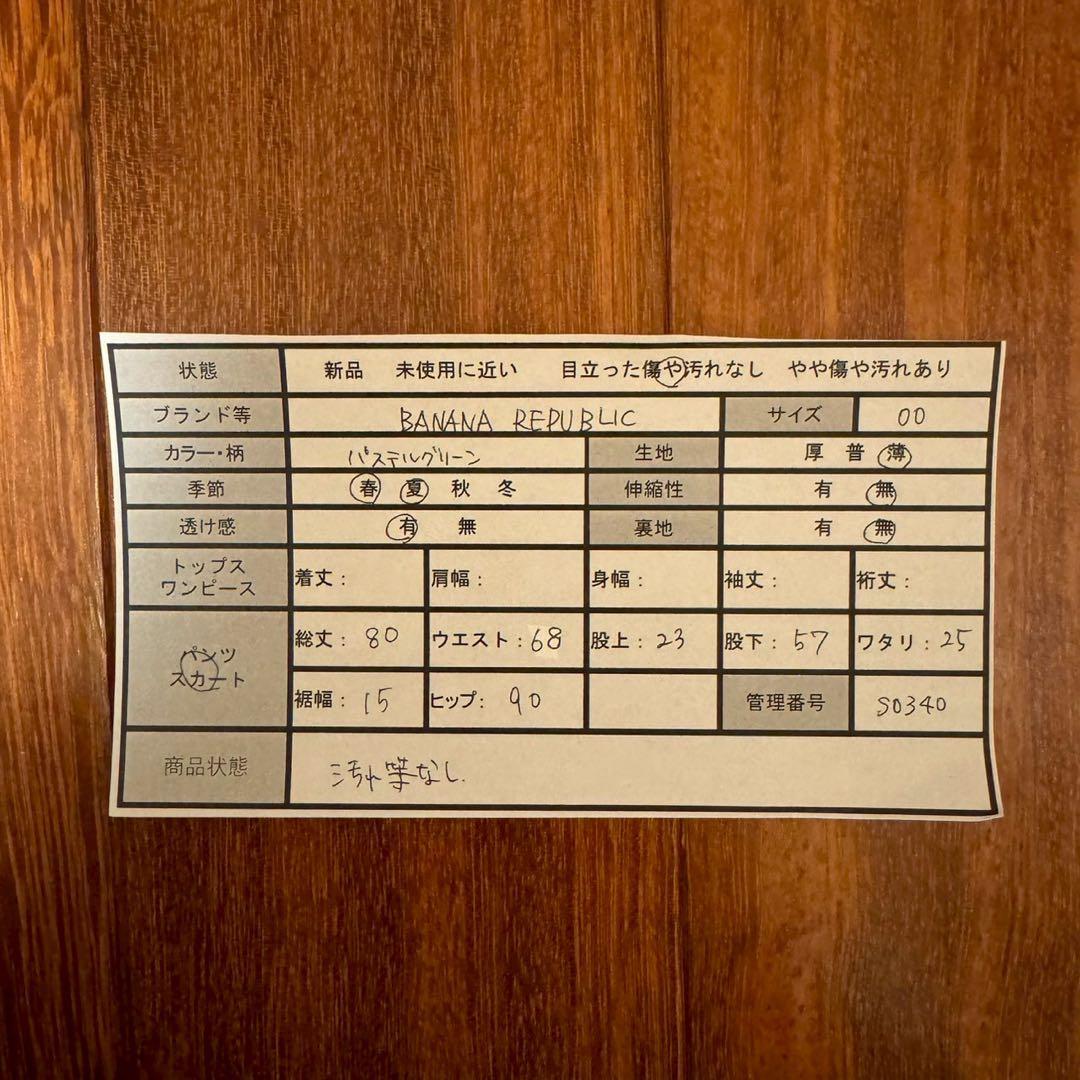 状態 新品 未使用に近い 目立った傷や汚れなし やや傷や汚れあり
ブランド等 BANANA REPUBLIC サイズ 00
カラー・柄 パステルグリーン 生地 厚 普 薄
季節 春 夏 秋 冬 伸縮性 有 無
透け感 有 無 裏地 有 無
トップス
ワンピース
着丈: 肩幅: 身幅: 袖丈: 裄丈:
パンツ
スカート
総丈: 80 ウエスト: 68 股上: 23 股下: 57 ワタリ: 25
裾幅: 15 ヒップ: 90 管理番号 S0340
商品状態 汚れ等なし.